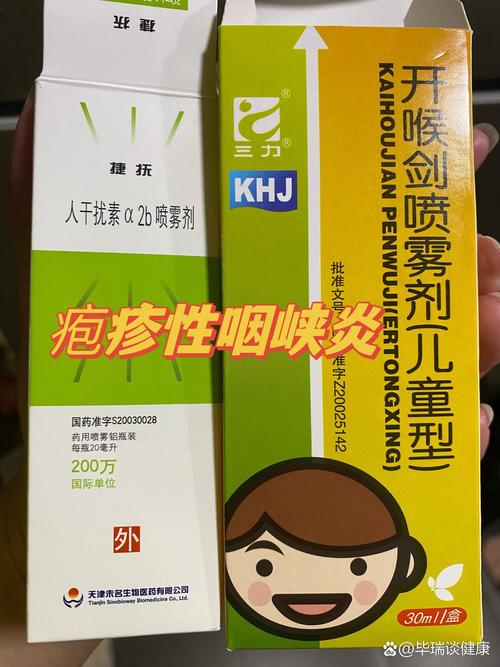 20ml/
捷抚
捷抚
人干扰素α2b喷雾剂
国药准字S20030028
药用喷雾铝瓶装
每瓶20毫升
200万
国际单位
外
天津未名生物医药有限公司
Tianjin Sinobioway Biomedicine Co.,Ltd.
三力
KHJ
开喉剑喷雾剂(儿童型)
KAIHOUJIAN PENWUJI(ERTONGXING)
批准文号
准字Z20025142
30ml/盒
疱疹性咽峡炎
@毕瑞谈健康